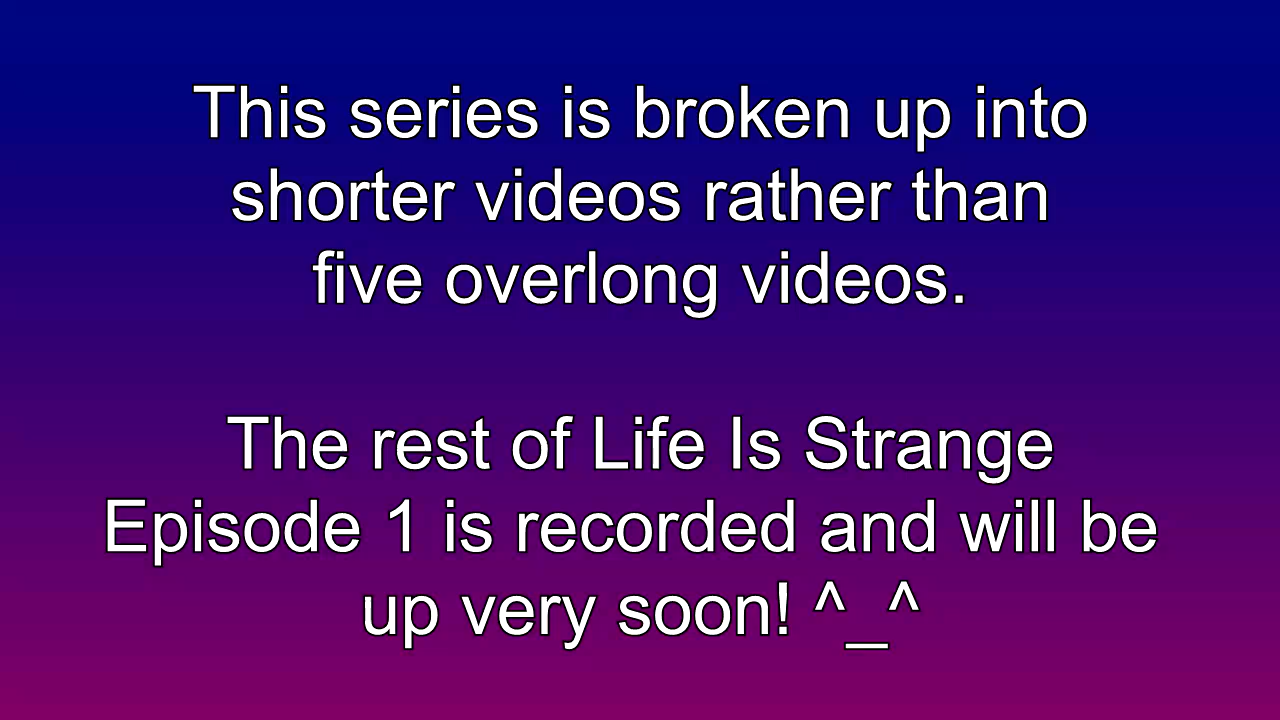 This series is broken up into
shorter videos rather than
five overlong videos.
The rest of Life Is Strange
Episode 1 is recorded and will be
up very soon! ^_^